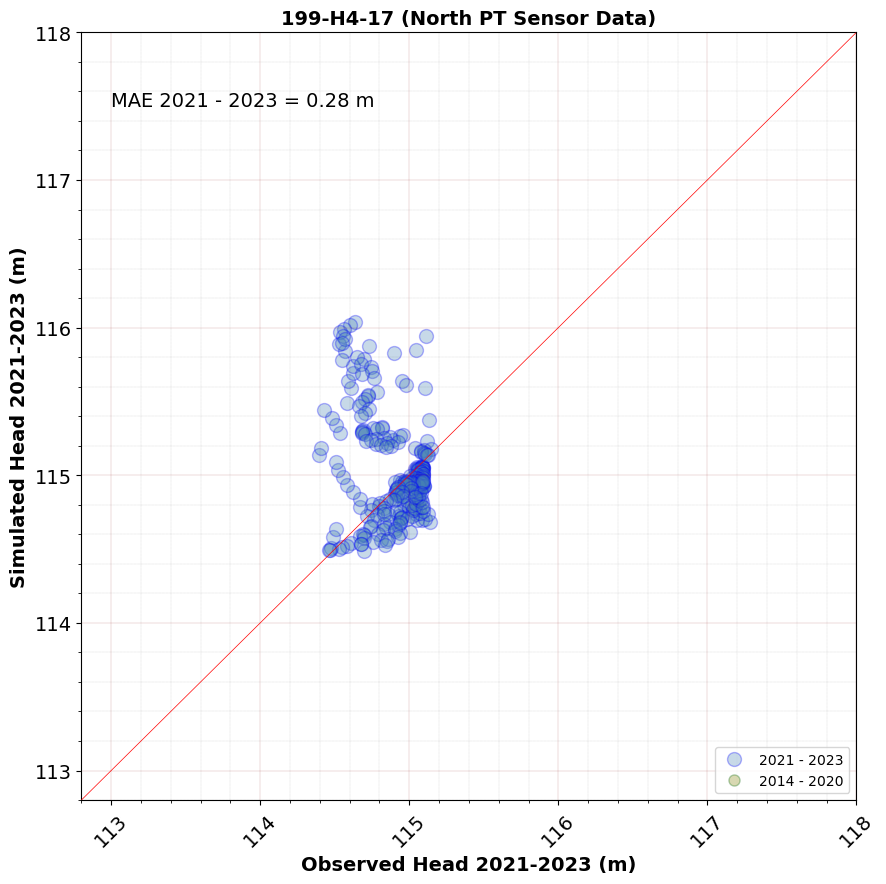 199-H4-17 (North PT Sensor Data)
118
MAE 2021 - 2023 = 0.28 m
117
116
115
114
113
Simulated Head 2021-2023 (m)
2021 - 2023
2014 - 2020
113
114
115
116
117
118
Observed Head 2021-2023 (m)